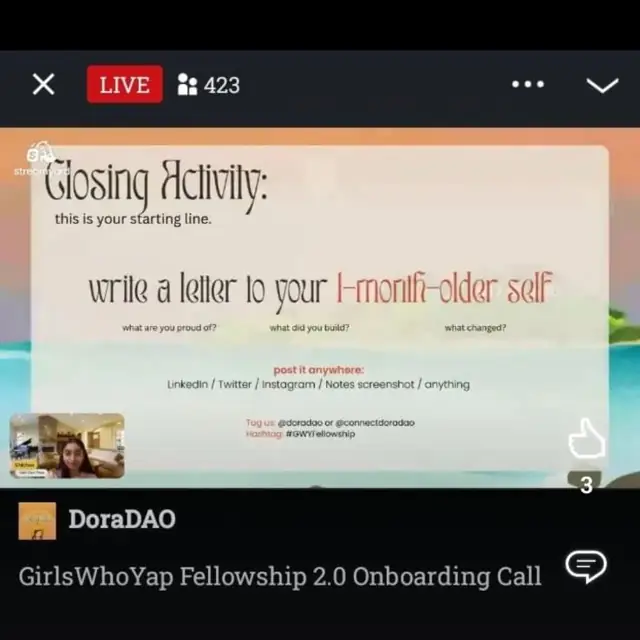 LIVE 423
streamyard
Closing Activity:
this is your starting line.
write a letter to your 1-month-older self
what are you proud of? what did you build? what changed?
post it anywhere:
LinkedIn / Twitter / Instagram / Notes screenshot / anything
Tag us: @doradao or @connectdoradao
Hashtag: #GWYFellowship
3
DoraDAO
GirlsWhoYap Fellowship 2.0 Onboarding Call